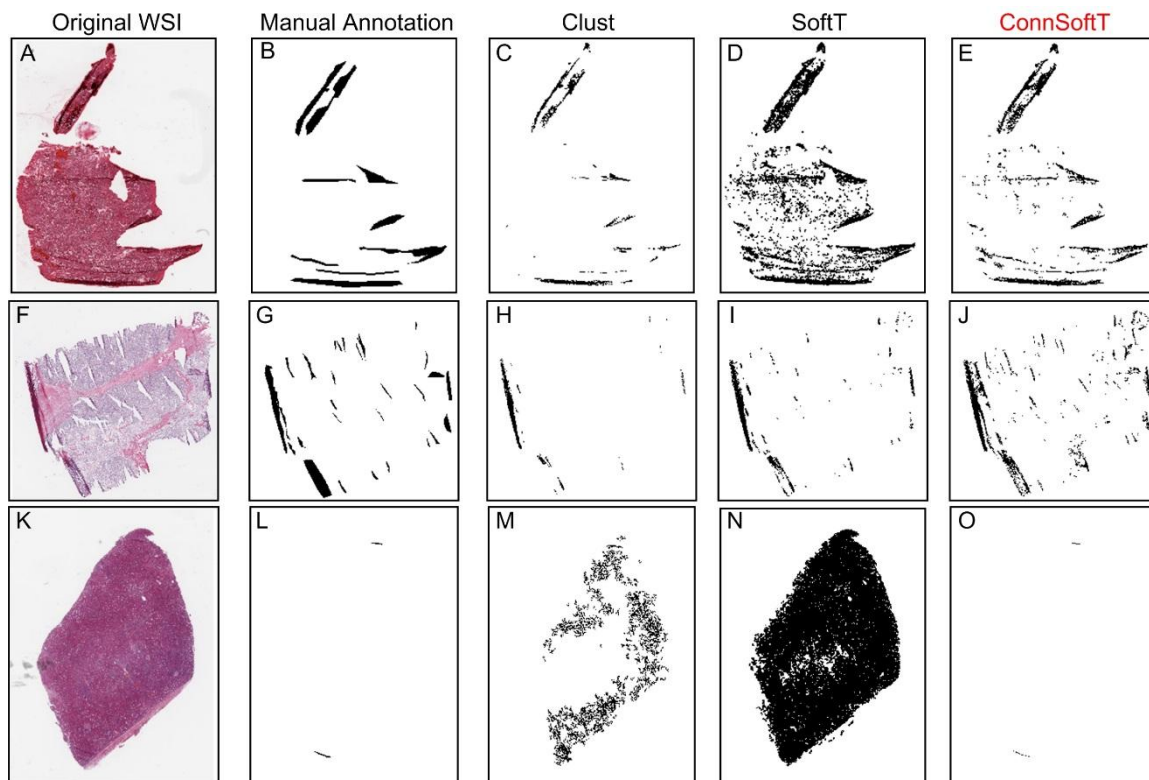 Original WSI Manual Annotation Clust SoftT ConnSoftT
A B C D E
F G H I J
K L M N O